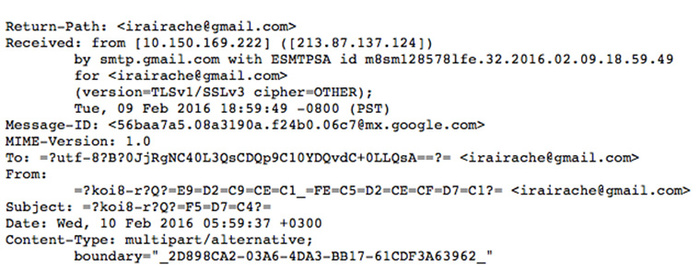 Return-Path: <irairache@gmail.com>
Received: from [10.150.169.222] ([213.87.137.124])
by smtp.gmail.com with ESMTPSA id m8sm1285781lfe.32.2016.02.09.18.59.49
for <irairache@gmail.com>
(version=TLSv1/SSLv3 cipher=OTHER);
Tue, 09 Feb 2016 18:59:49 -0800 (PST)
Message-ID: <56baa7a5.08a3190a.f24b0.06c7@mx.google.com>
MIME-Version: 1.0
To: =?utf-8?B?0JjRgNC40L3QsCDQp9C10YDQvdC+0LLQsA==?= <irairache@gmail.com>
From:
=?koi8-r?Q?=E9=D2=C9=CE=C1_=FE=C5=D2=CE=CF=D7=C1?= <irairache@gmail.com>
Subject: =?koi8-r?Q?=F5=D7=C4?=
Date: Wed, 10 Feb 2016 05:59:37 +0300
Content-Type: multipart/alternative;
boundary="_2D898CA2-03A6-4DA3-BB17-61CDF3A63962_"